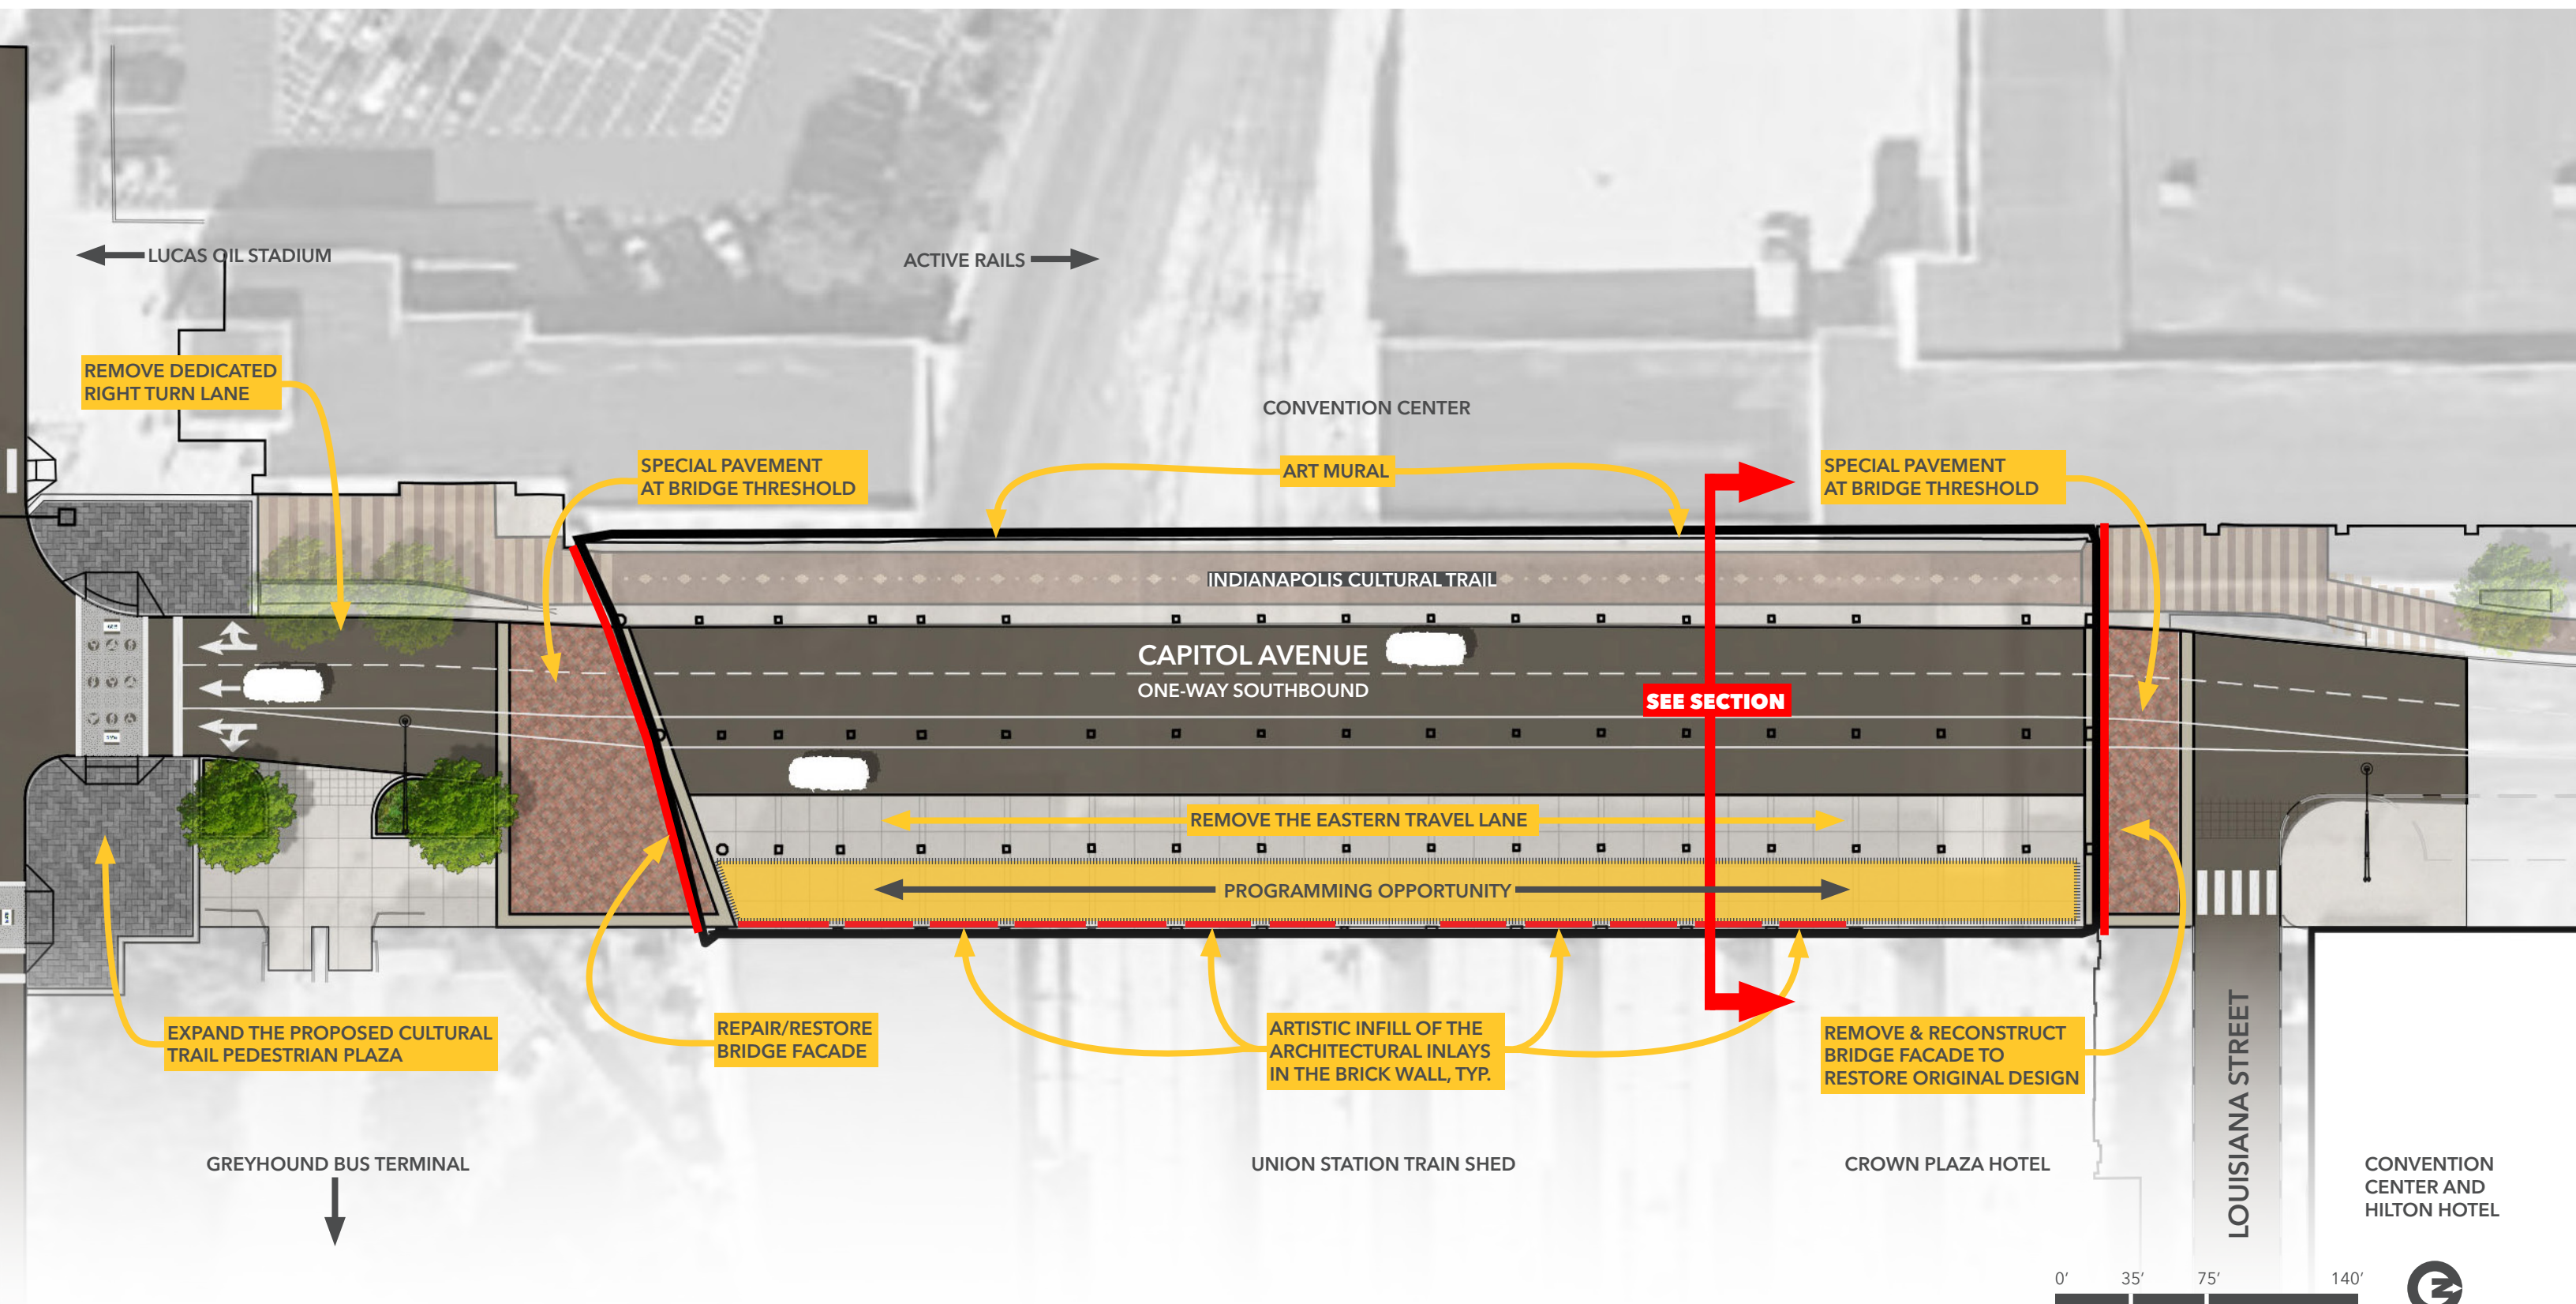 LUCAS OIL STADIUM
ACTIVE RAILS
REMOVE DEDICATED
RIGHT TURN LANE
CONVENTION CENTER
SPECIAL PAVEMENT
AT BRIDGE THRESHOLD
ART MURAL
SPECIAL PAVEMENT
AT BRIDGE THRESHOLD
INDIANAPOLIS CULTURAL TRAIL
CAPITOL AVENUE
ONE-WAY SOUTHBOUND
SEE SECTION
REMOVE THE EASTERN TRAVEL LANE
PROGRAMMING OPPORTUNITY
EXPAND THE PROPOSED CULTURAL
TRAIL PEDESTRIAN PLAZA
REPAIR/RESTORE
BRIDGE FACADE
ARTISTIC INFILL OF THE
ARCHITECTURAL INLAYS
IN THE BRICK WALL, TYP.
REMOVE & RECONSTRUCT
BRIDGE FACADE TO
RESTORE ORIGINAL DESIGN
LOUISIANA STREET
GREYHOUND BUS TERMINAL
UNION STATION TRAIN SHED
CROWN PLAZA HOTEL
CONVENTION
CENTER AND
HILTON HOTEL
0’ 35’ 75’ 140’
N